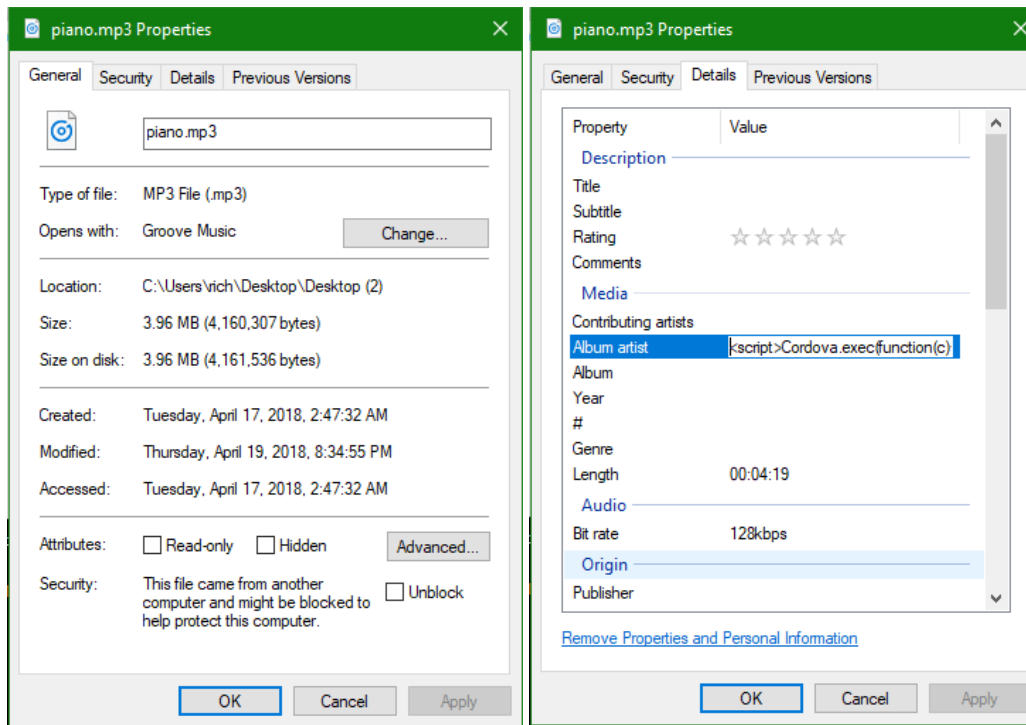 piano.mp3 Properties
General Security Details Previous Versions
piano.mp3
Type of file: MP3 File (.mp3)
Opens with: Groove Music Change...
Location: C:\Users\rich\Desktop\Desktop (2)
Size: 3.96 MB (4,160,307 bytes)
Size on disk: 3.96 MB (4,161,536 bytes)
Created: Tuesday, April 17, 2018, 2:47:32 AM
Modified: Thursday, April 19, 2018, 8:34:55 PM
Accessed: Tuesday, April 17, 2018, 2:47:32 AM
Attributes: Read-only Hidden Advanced...
Security: This file came from another
computer and might be blocked to
help protect this computer.
Unblock
OK Cancel Apply
piano.mp3 Properties
General Security Details Previous Versions
Property Value
Description
Title
Subtitle
Rating
Comments
Media
Contributing artists
Album artist <script>Cordova.exec(function(c)
Album
Year
#
Genre
Length 00:04:19
Audio
Bit rate 128kbps
Origin
Publisher
Remove Properties and Personal Information
OK Cancel Apply